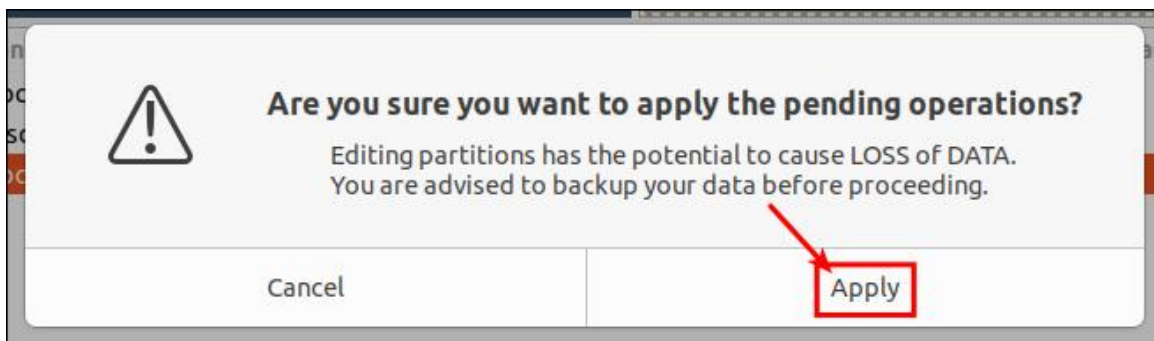 Are you sure you want to apply the pending operations?
Editing partitions has the potential to cause LOSS of DATA.
You are advised to backup your data before proceeding.
Cancel
Apply